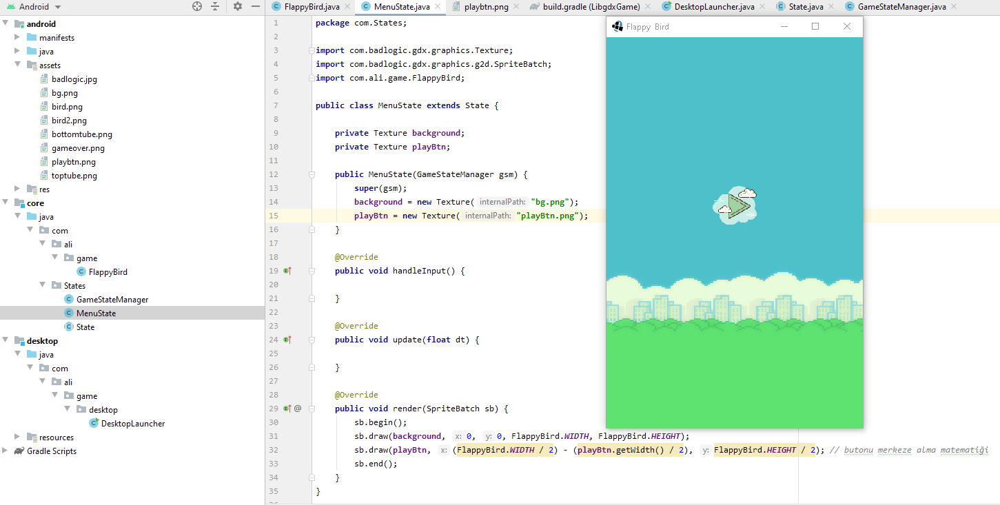 Android
FlappyBird.java
MenuState.java
playbtn.png
build.gradle (LibgdxGame)
DesktopLauncher.java
State.java
GameStateManager.java
android
manifests
java
assets
badlogic.jpg
bg.png
bird.png
bird2.png
bottomtube.png
gameover.png
playbtn.png
toptube.png
res
core
java
com
ali
game
FlappyBird
States
GameStateManager
MenuState
State
desktop
java
com
ali
game
desktop
DesktopLauncher
resources
Gradle Scripts
1 package com.States;
2
3 import com.badlogic.gdx.graphics.Texture;
4 import com.badlogic.gdx.graphics.g2d.SpriteBatch;
5 import com.ali.game.FlappyBird;
6
7 public class MenuState extends State {
8
9 private Texture background;
10 private Texture playBtn;
11
12 public MenuState(GameStateManager gsm) {
13 super(gsm);
14 background = new Texture( internalPath: "bg.png");
15 playBtn = new Texture( internalPath: "playBtn.png");
16 }
17
18 @Override
19 public void handleInput() {
20
21 }
22
23 @Override
24 public void update(float dt) {
25
26 }
27
28 @Override
29 @ public void render(SpriteBatch sb) {
30 sb.begin();
31 sb.draw(background, x: 0, y: 0, FlappyBird.WIDTH, FlappyBird.HEIGHT);
32 sb.draw(playBtn, x: (FlappyBird.WIDTH / 2) - (playBtn.getWidth() / 2), y: FlappyBird.HEIGHT / 2); // butonu merkeze alma matematiği
33 sb.end();
34 }
35 }
Flappy Bird